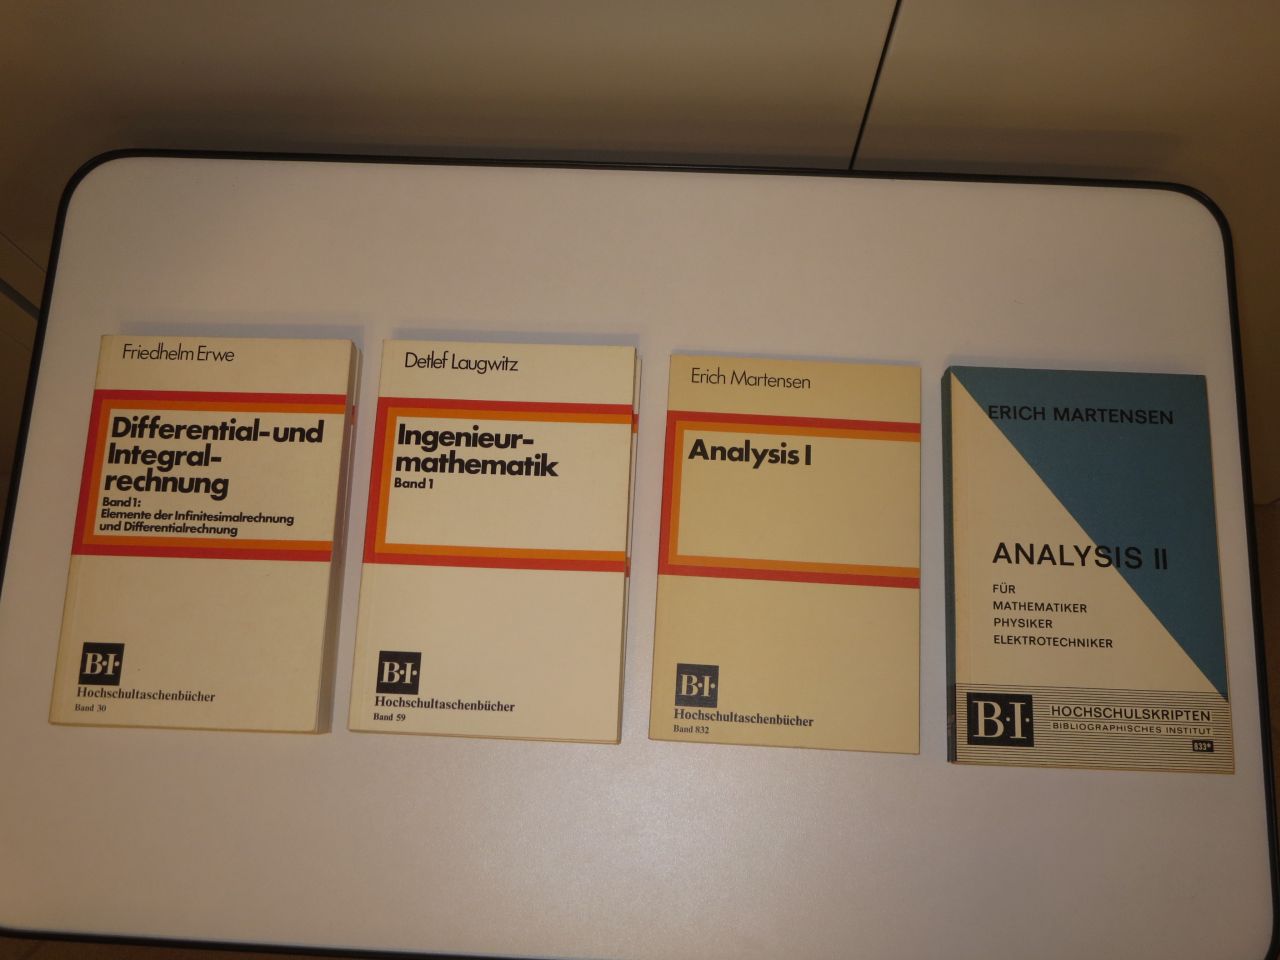 Friedhelm Erwe
Differential- und
Integral-
rechnung
Band 1:
Elemente der Infinitesimalrechnung
und Differentialrechnung
B·I·
Hochschultaschenbücher
Band 30
Detlef Laugwitz
Ingenieur-
mathematik
Band 1
B·I·
Hochschultaschenbücher
Band 59
Erich Martensen
Analysis I
B·I·
Hochschultaschenbücher
Band 832
ERICH MARTENSEN
ANALYSIS II
FÜR
MATHEMATIKER
PHYSIKER
ELEKTROTECHNIKER
B·I·
HOCHSCHULSKRIPTEN
BIBLIOGRAPHISCHES INSTITUT
833*